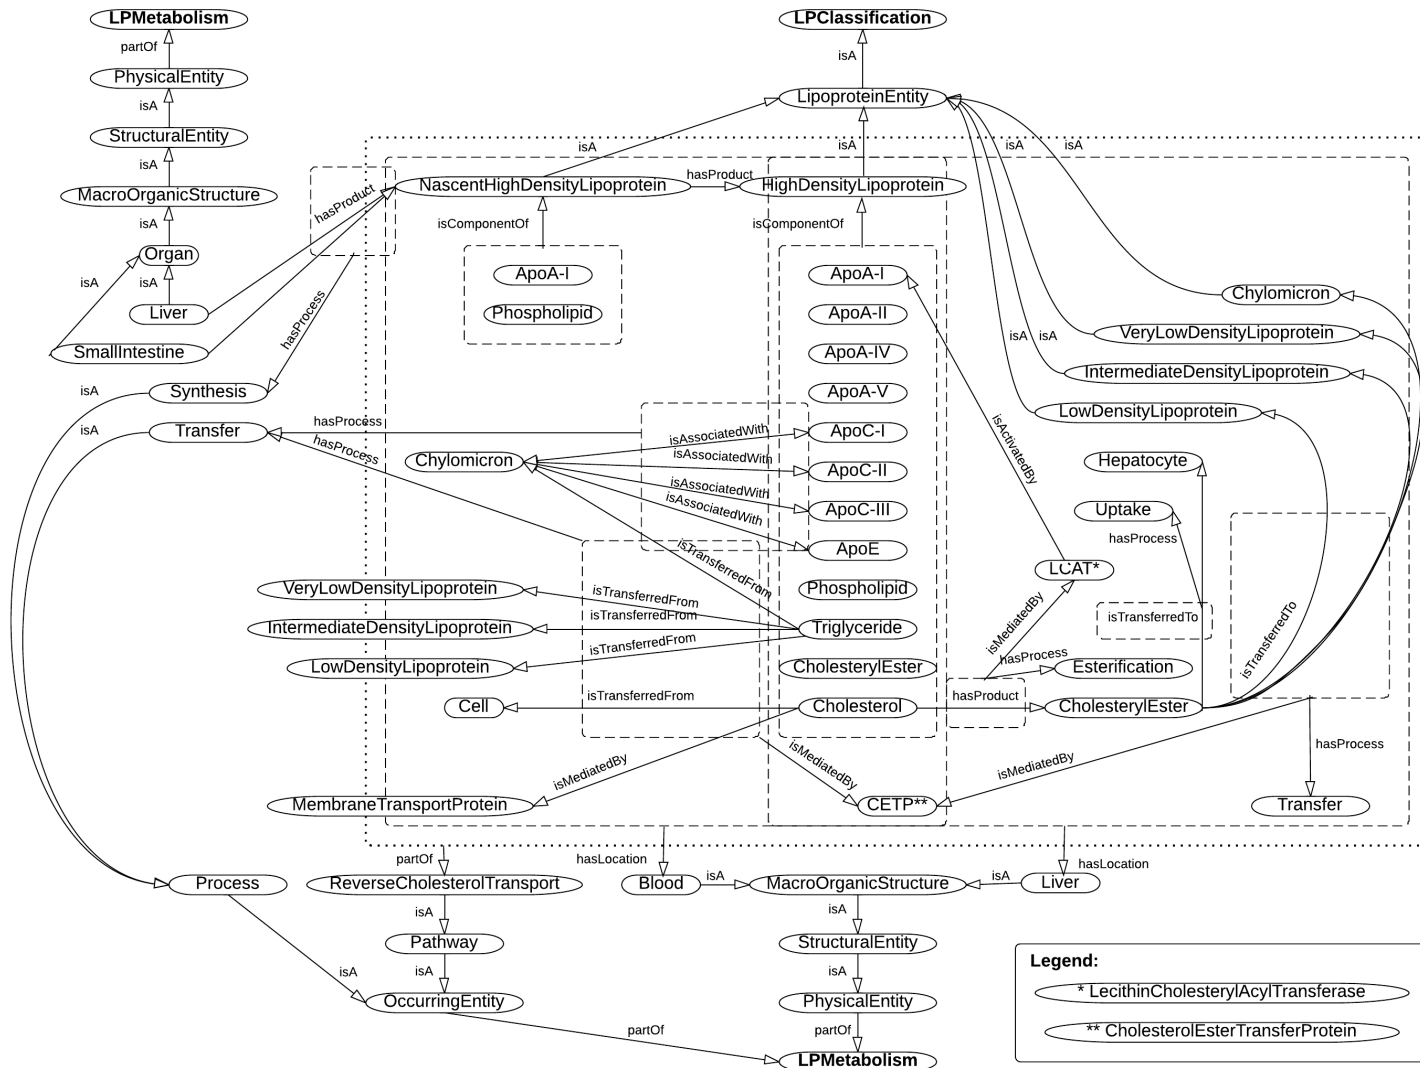 LPMetabolism
LPClassification
partOf
isA
PhysicalEntity
isA
LipoproteinEntity
StructuralEntity
isA
isA
isA
isA
isA
MacroOrganicStructure
hasProduct
NascentHighDensityLipoprotein
hasProduct
HighDensityLipoprotein
isA
isComponentOf
isComponentOf
Organ
isA
isA
ApoA-I
ApoA-I
Chylomicron
Liver
Phospholipid
ApoA-II
hasProcess
VeryLowDensityLipoprotein
isA
isA
SmallIntestine
ApoA-IV
IntermediateDensityLipoprotein
isA
Synthesis
ApoA-V
LowDensityLipoprotein
hasProcess
isA
Transfer
isAssociatedWith
ApoC-I
isActivatedBy
hasProcess
Chylomicron
isAssociatedWith
ApoC-II
Hepatocyte
isAssociatedWith
isAssociatedWith
ApoC-III
Uptake
hasProcess
isTransferredFrom
ApoE
LCAT*
VeryLowDensityLipoprotein
isTransferredFrom
Phospholipid
isTransferredFrom
isTransferredTo
IntermediateDensityLipoprotein
Triglyceride
isMediatedBy
isTransferredTo
isTransferredFrom
LowDensityLipoprotein
CholesterylEster
hasProcess
Esterification
isTransferredFrom
hasProduct
Cell
Cholesterol
CholesterylEster
hasProcess
isMediatedBy
isMediatedBy
isMediatedBy
MembraneTransportProtein
CETP**
Transfer
partOf
hasLocation
hasLocation
Process
ReverseCholesterolTransport
Blood
isA
MacroOrganicStructure
isA
Liver
isA
isA
Pathway
StructuralEntity
isA
isA
isA
OccurringEntity
PhysicalEntity
partOf
partOf
LPMetabolism
Legend:
* LecithinCholesterylAcylTransferase
** CholesterolEsterTransferProtein